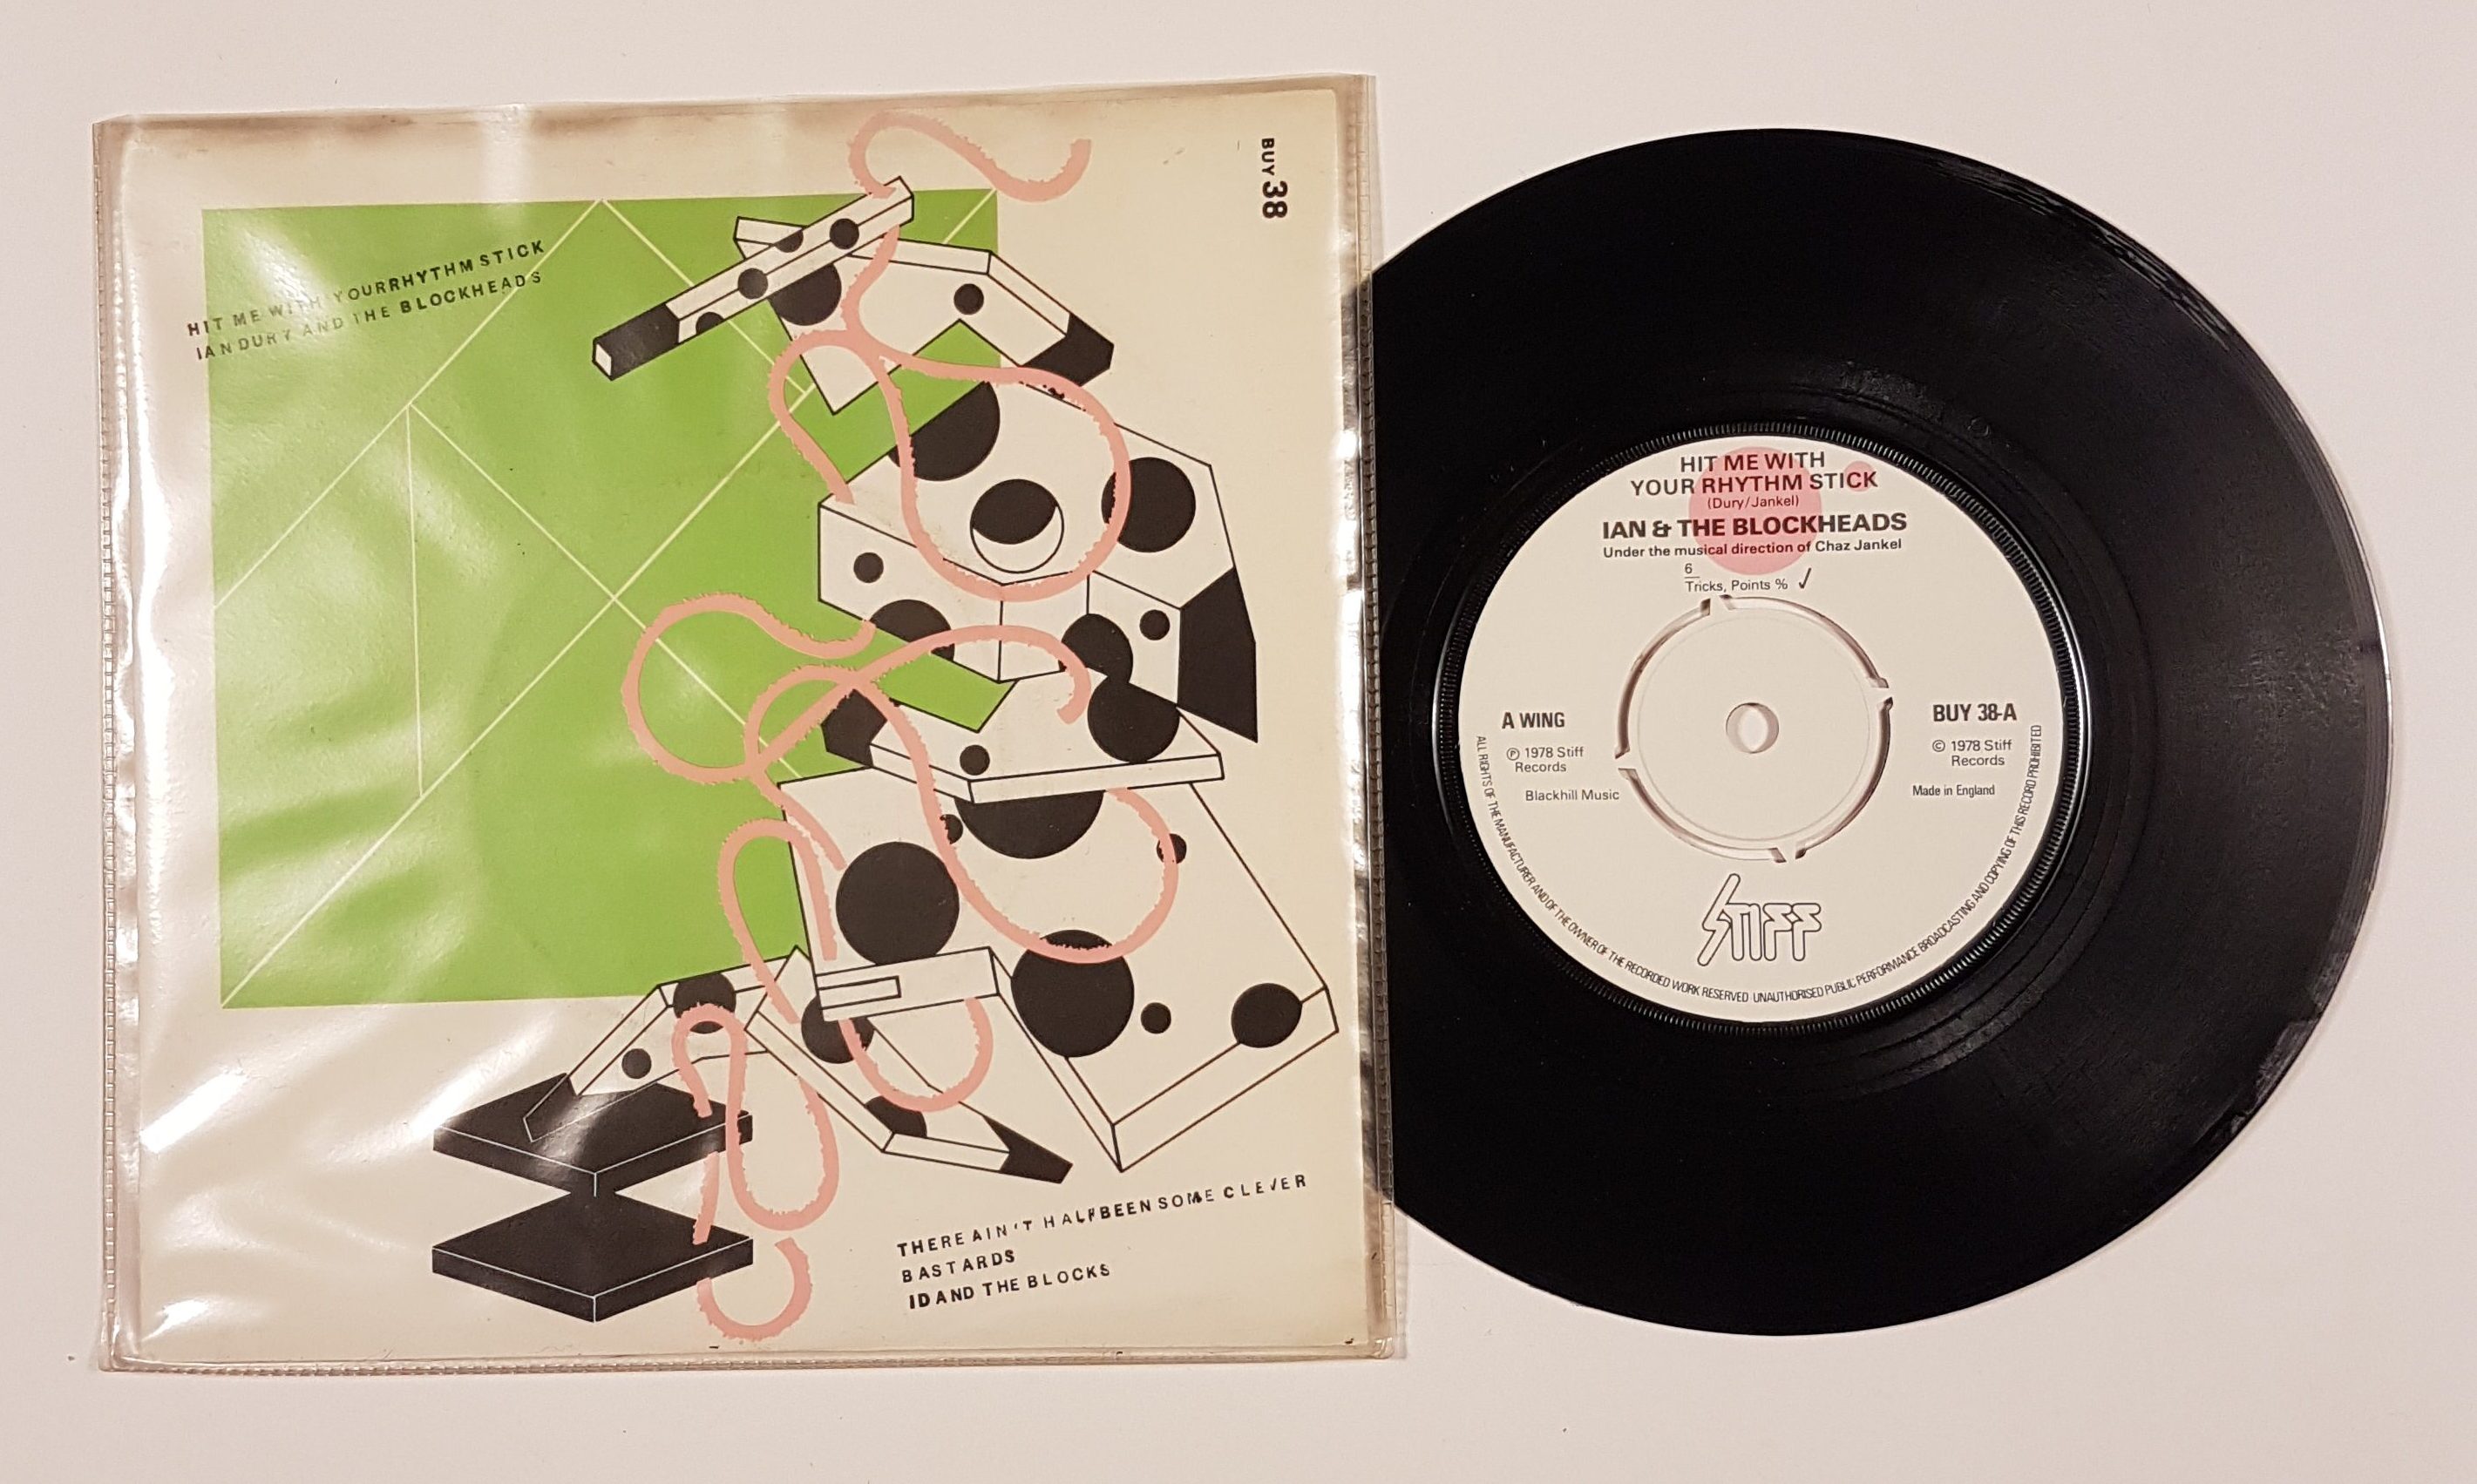 BUY 38
HIT ME WITH YOUR RHYTHM STICK
IAN DURY AND THE BLOCKHEADS
THERE AIN'T HALF BEEN SOME CLEVER
BASTARDS
ID AND THE BLOCKS
HIT ME WITH
YOUR RHYTHM STICK
(Dury/Jankel)
IAN & THE BLOCKHEADS
Under the musical direction of Chaz Jankel
6
Tricks, Points % ✓
A WING
℗ 1978 Stiff
Records
Blackhill Music
BUY 38-A
© 1978 Stiff
Records
Made in England
STIFF
ALL RIGHTS OF THE MANUFACTURER AND OF THE OWNER OF THE RECORDED WORK RESERVED UNAUTHORISED PUBLIC PERFORMANCE BROADCASTING AND COPYING OF THIS RECORD PROHIBITED